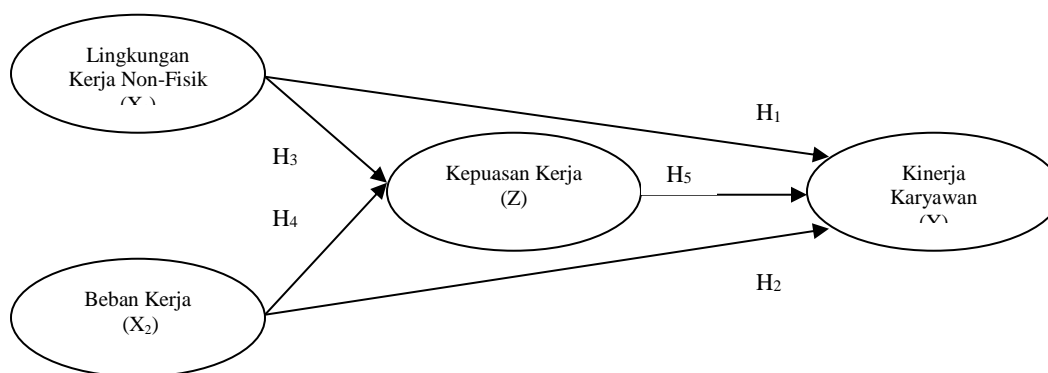 Lingkungan
Kerja Non-Fisik
H1
H3
Kepuasan Kerja
(Z)
H5
Kinerja
Karyawan
H4
H2
Beban Kerja
(X2)